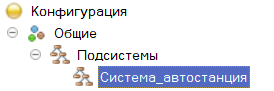 Конфигурация
Общие
Подсистемы
Система_автостанция